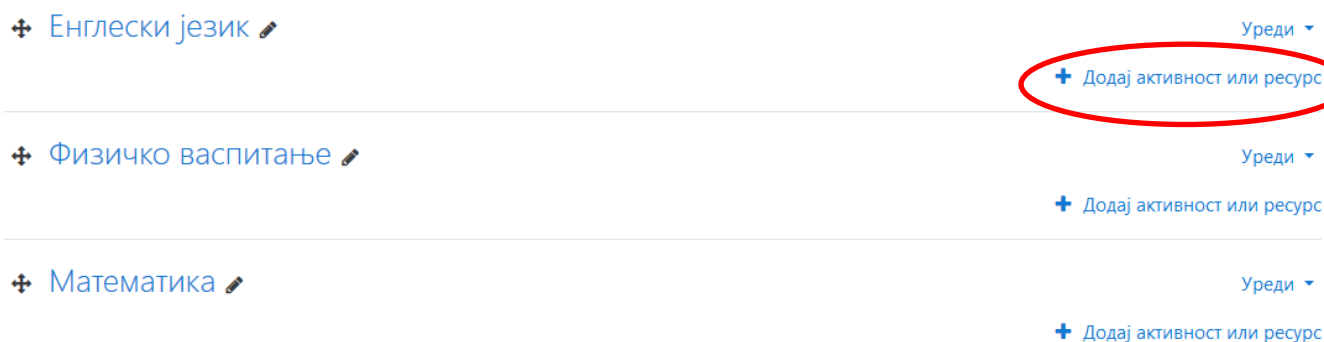 Енглески језик
Уреди
Додај активност или ресурс
Физичко васпитање
Уреди
Додај активност или ресурс
Математика
Уреди
Додај активност или ресурс